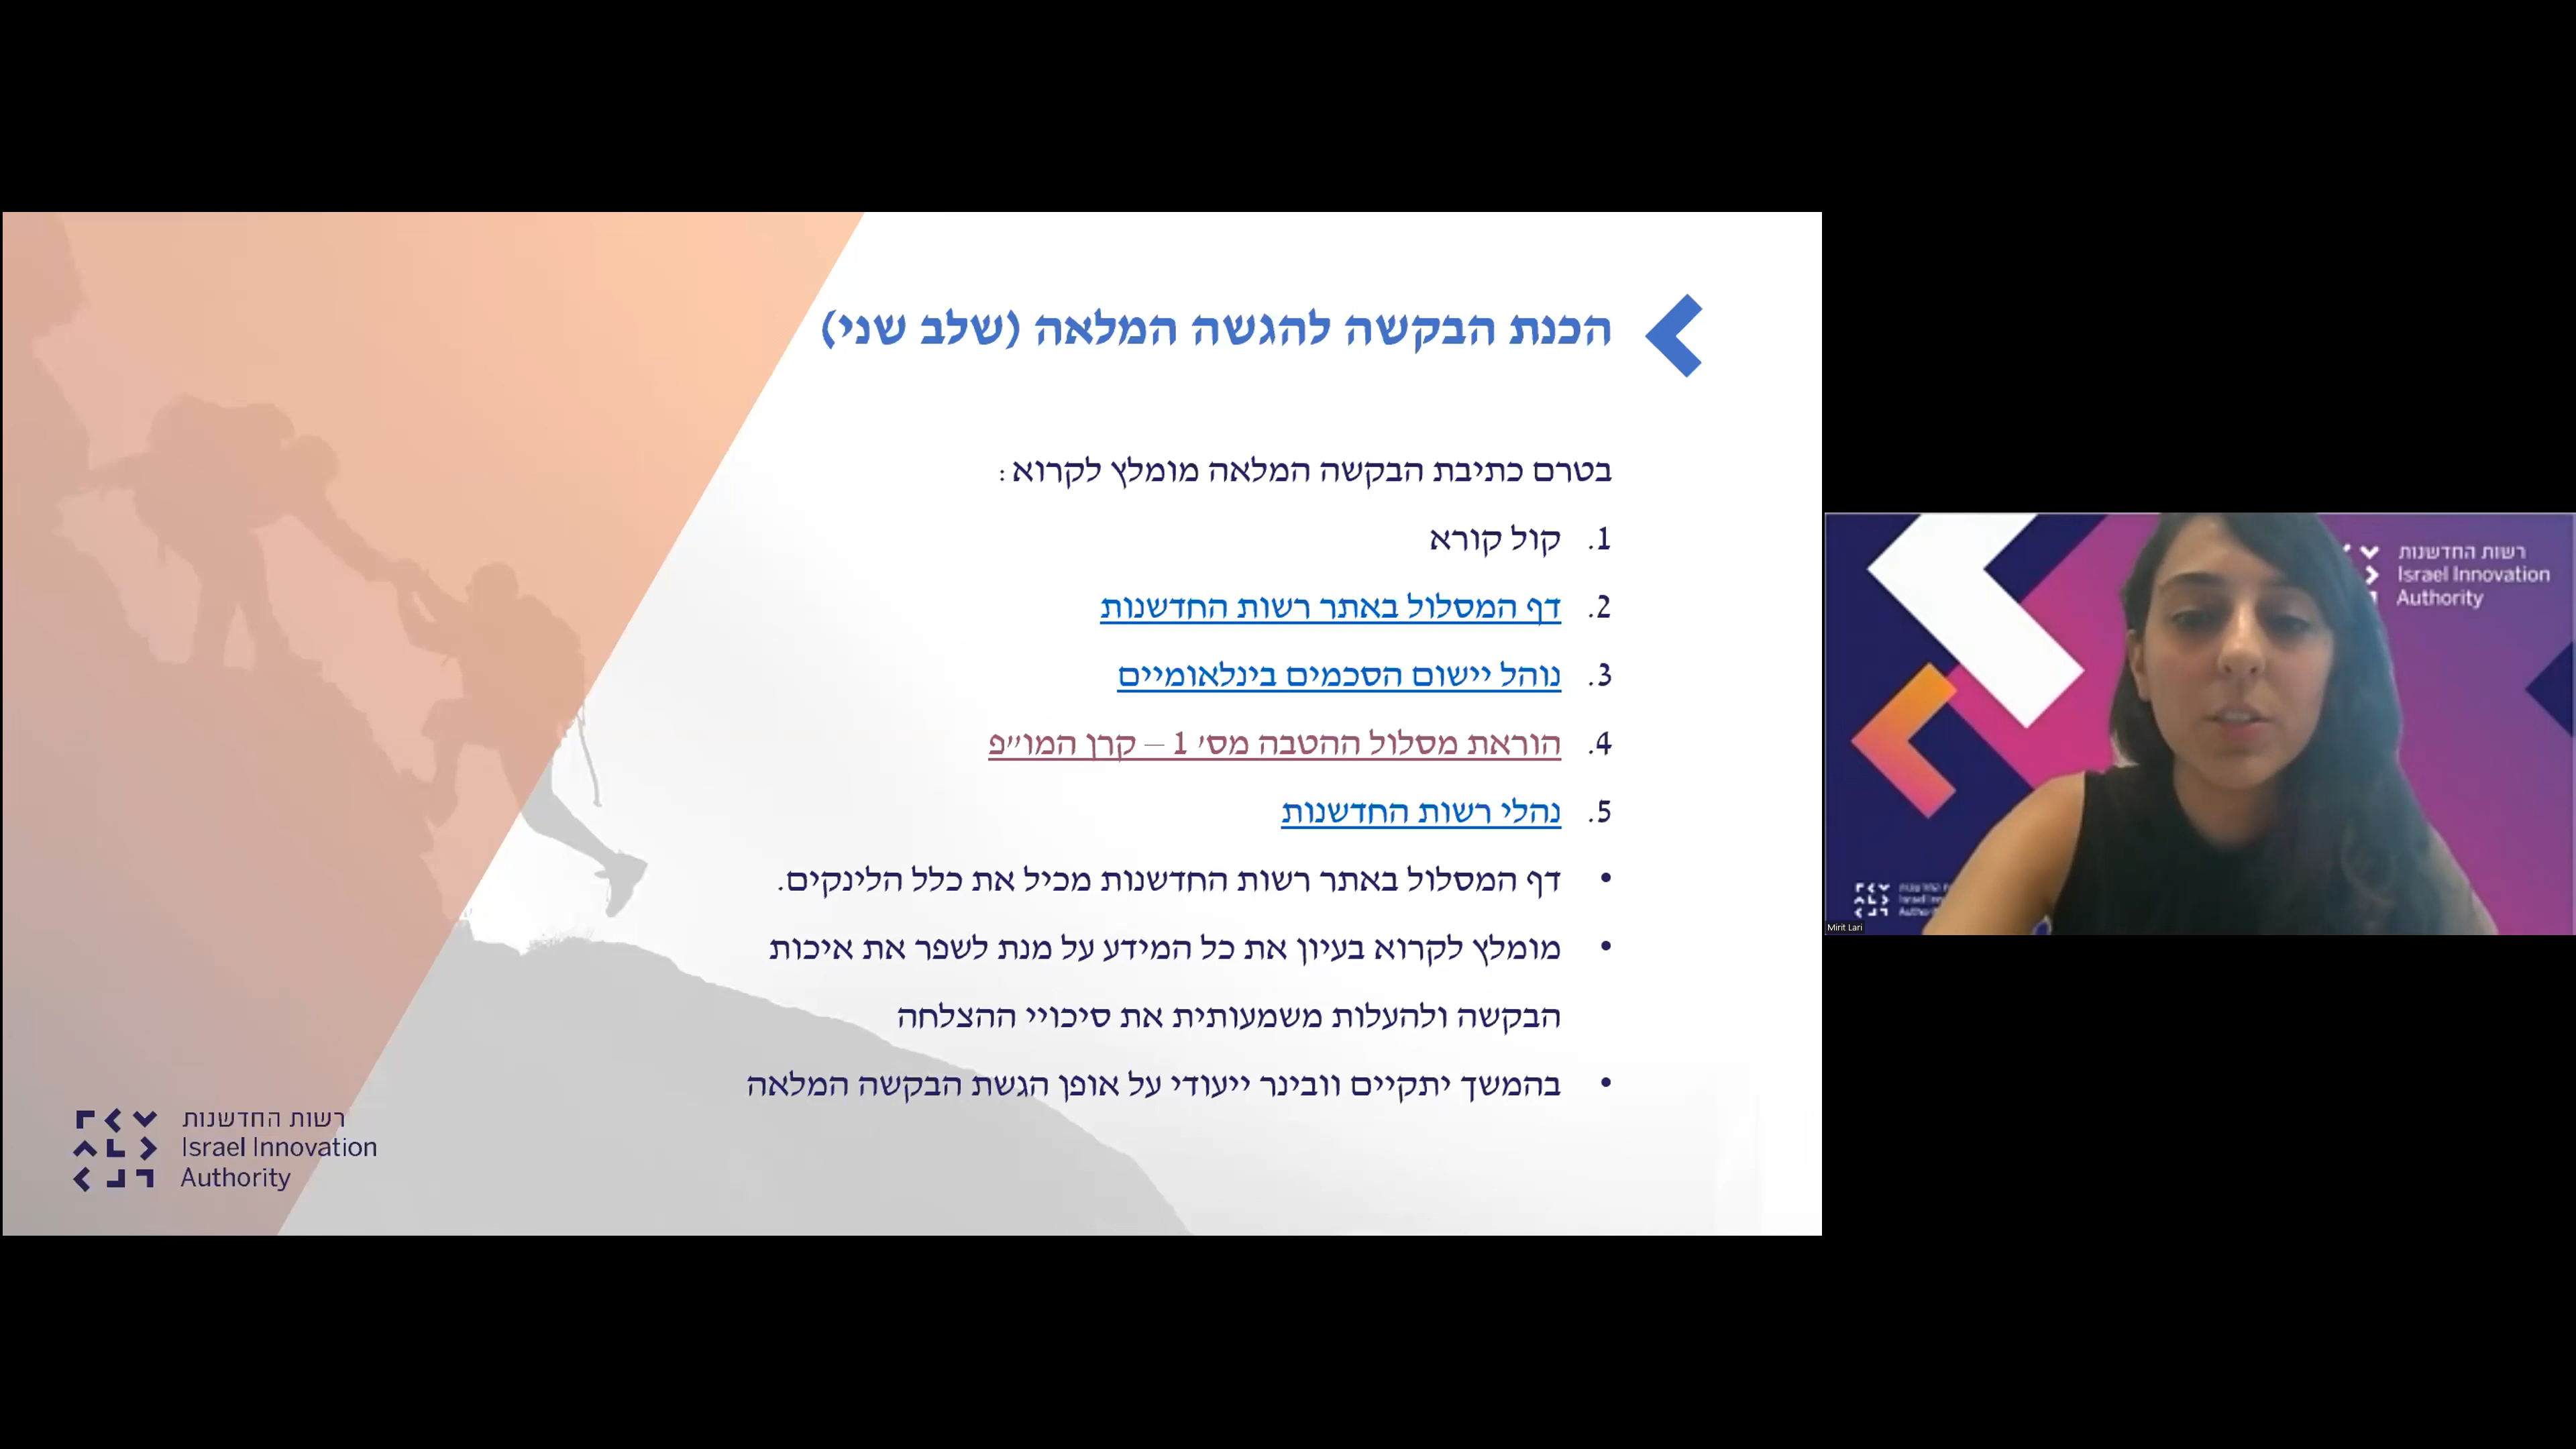 הכנת הבקשה להגשה המלאה (שלב שני)
בטרם כתיבת הבקשה המלאה מומלץ לקרוא:
1. קול קורא
2. דף המסלול באתר רשות החדשנות
3. נוהל יישום הסכמים בינלאומיים
4. הוראת מסלול ההטבה מס׳ 1 – קרן המו״פ
5. נהלי רשות החדשנות
• דף המסלול באתר רשות החדשנות מכיל את כלל הלינקים.
• מומלץ לקרוא בעיון את כל המידע על מנת לשפר את איכות
הבקשה ולהעלות משמעותית את סיכויי ההצלחה
• בהמשך יתקיים וובינר ייעודי על אופן הגשת הבקשה המלאה
רשות החדשנות
Israel Innovation
Authority
רשות החדשנות
Israel Innovation
Authority
Mirit Lari